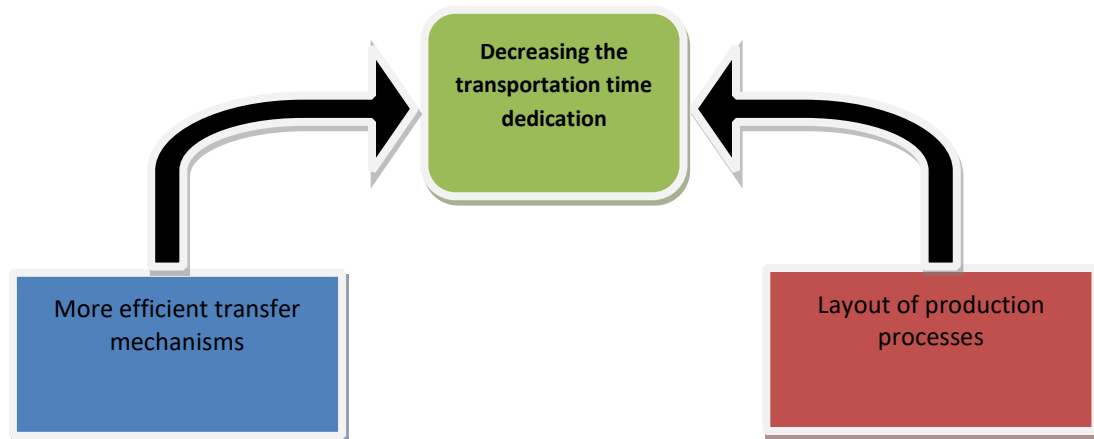 Decreasing the
transportation time
dedication
More efficient transfer
mechanisms
Layout of production
processes